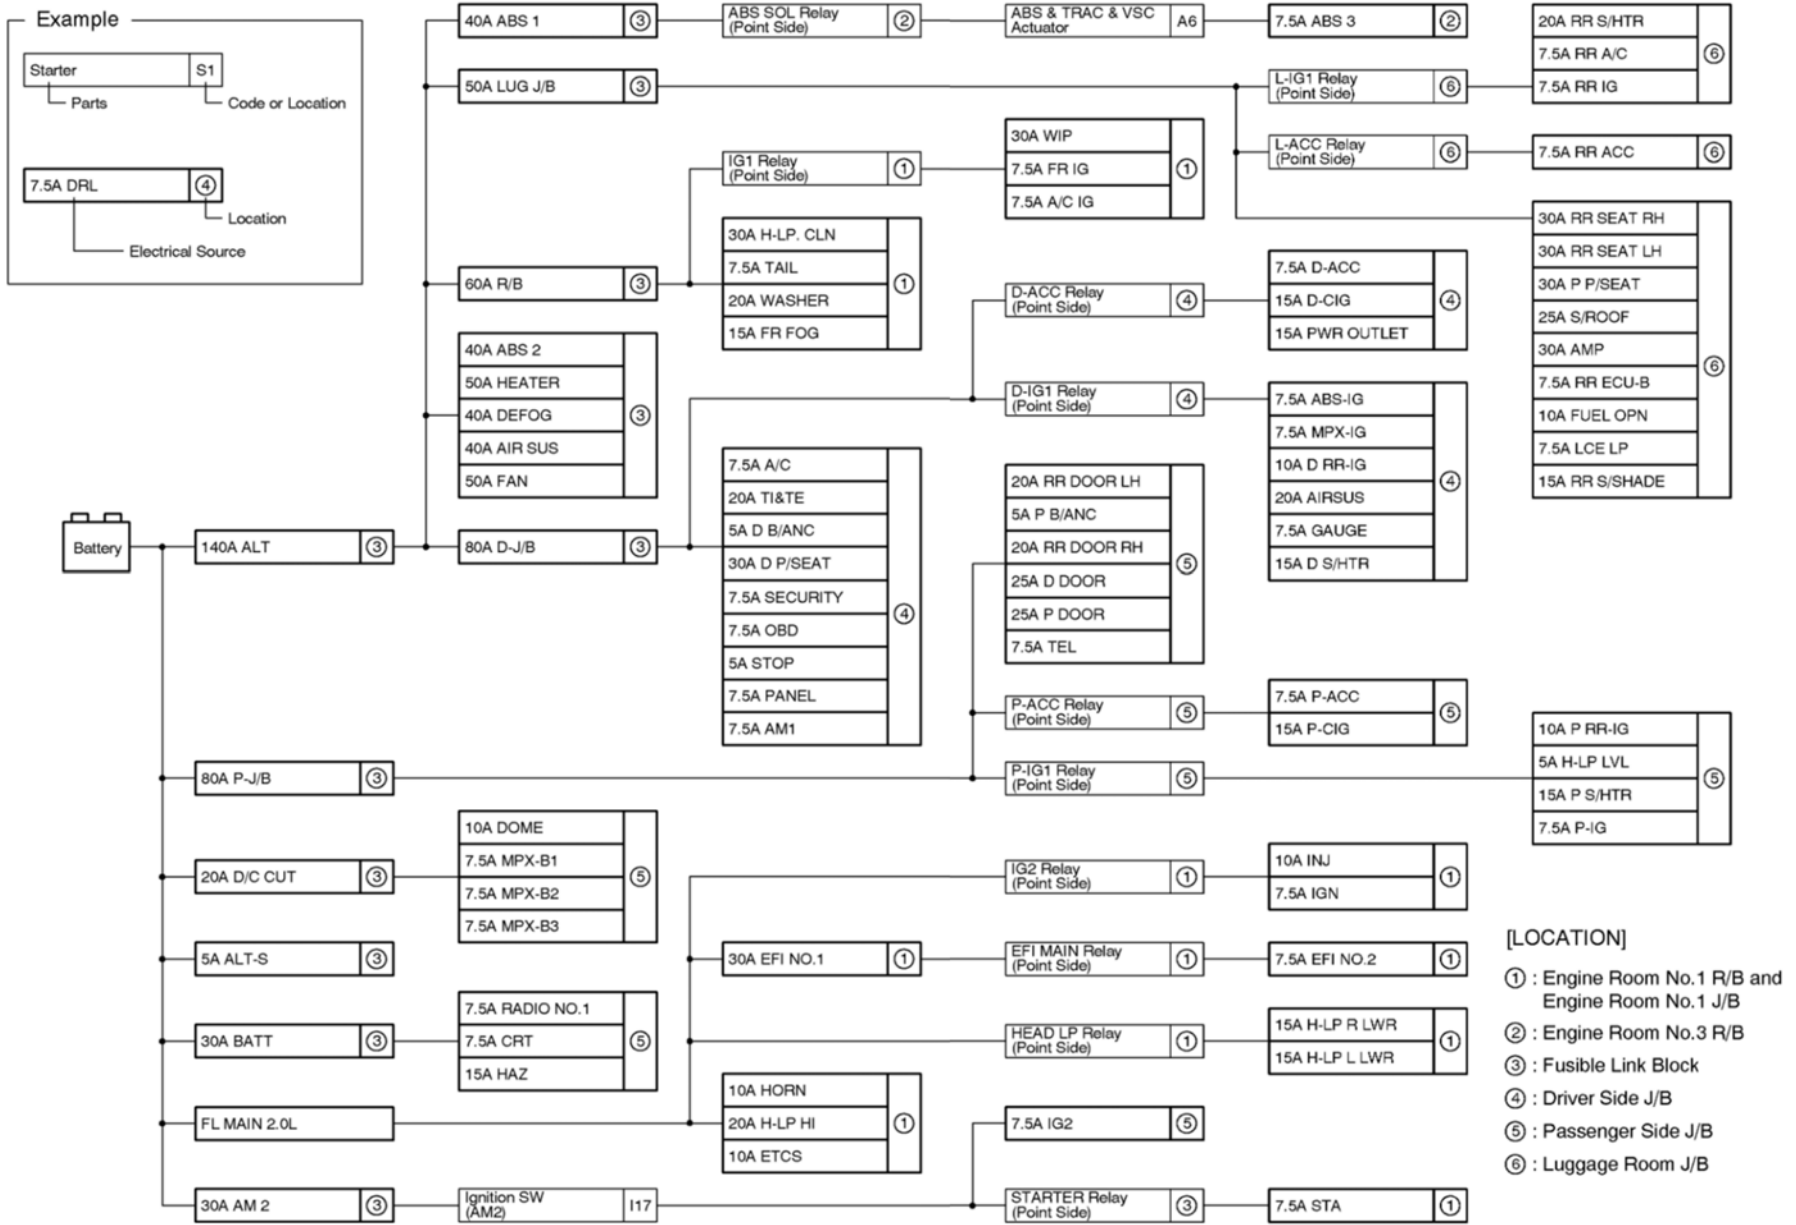 Example
Starter S1
Parts
Code or Location
7.5A DRL ④
Location
Electrical Source
Battery
140A ALT ③
80A P-J/B ③
20A D/C CUT ③
5A ALT-S ③
30A BATT ③
FL MAIN 2.0L
30A AM 2 ③
40A ABS 1 ③
50A LUG J/B ③
60A R/B ③
40A ABS 2
50A HEATER
40A DEFOG ③
40A AIR SUS
50A FAN
80A D-J/B ③
10A DOME
7.5A MPX-B1
7.5A MPX-B2 ⑤
7.5A MPX-B3
7.5A RADIO NO.1
7.5A CRT ⑤
15A HAZ
Ignition SW
(AM2) I17
ABS SOL Relay
(Point Side) ②
IG1 Relay
(Point Side) ①
30A H-LP. CLN
7.5A TAIL ①
20A WASHER
15A FR FOG
7.5A A/C
20A TI&TE
5A D B/ANC
30A D P/SEAT
7.5A SECURITY ④
7.5A OBD
5A STOP
7.5A PANEL
7.5A AM1
30A EFI NO.1 ①
10A HORN
20A H-LP HI ①
10A ETCS
ABS & TRAC & VSC
Actuator A6
30A WIP
7.5A FR IG ①
7.5A A/C IG
D-ACC Relay
(Point Side) ④
D-IG1 Relay
(Point Side) ④
20A RR DOOR LH
5A P B/ANC
20A RR DOOR RH ⑤
25A D DOOR
25A P DOOR
7.5A TEL
P-ACC Relay
(Point Side) ⑤
P-IG1 Relay
(Point Side) ⑤
IG2 Relay
(Point Side) ①
EFI MAIN Relay
(Point Side) ①
HEAD LP Relay
(Point Side) ①
7.5A IG2 ⑤
STARTER Relay
(Point Side) ③
7.5A ABS 3 ②
L-IG1 Relay
(Point Side) ⑥
L-ACC Relay
(Point Side) ⑥
7.5A D-ACC
15A D-CIG ④
15A PWR OUTLET
7.5A ABS-IG
7.5A MPX-IG
10A D RR-IG ④
20A AIRSUS
7.5A GAUGE
15A D S/HTR
7.5A P-ACC ⑤
15A P-CIG
10A INJ ①
7.5A IGN
7.5A EFI NO.2 ①
15A H-LP R LWR ①
15A H-LP L LWR
7.5A STA ①
20A RR S/HTR
7.5A RR A/C ⑥
7.5A RR IG
7.5A RR ACC ⑥
30A RR SEAT RH
30A RR SEAT LH
30A P P/SEAT
25A S/ROOF
30A AMP ⑥
7.5A RR ECU-B
10A FUEL OPN
7.5A LCE LP
15A RR S/SHADE
10A P RR-IG
5A H-LP LVL ⑤
15A P S/HTR
7.5A P-IG
[LOCATION]
① : Engine Room No.1 R/B and
Engine Room No.1 J/B
② : Engine Room No.3 R/B
③ : Fusible Link Block
④ : Driver Side J/B
⑤ : Passenger Side J/B
⑥ : Luggage Room J/B